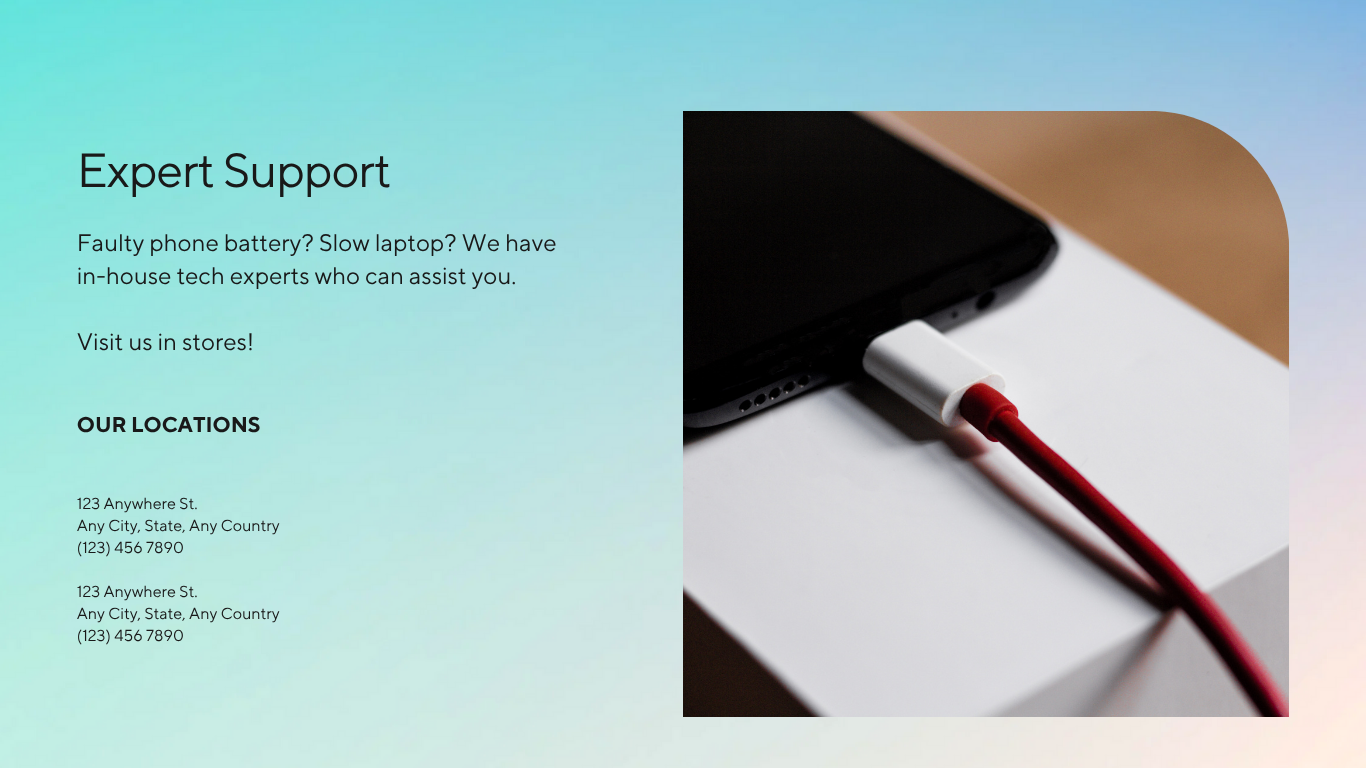 Expert Support
Faulty phone battery? Slow laptop? We have
in-house tech experts who can assist you.
Visit us in stores!
OUR LOCATIONS
123 Anywhere St.
Any City, State, Any Country
(123) 456 7890
123 Anywhere St.
Any City, State, Any Country
(123) 456 7890